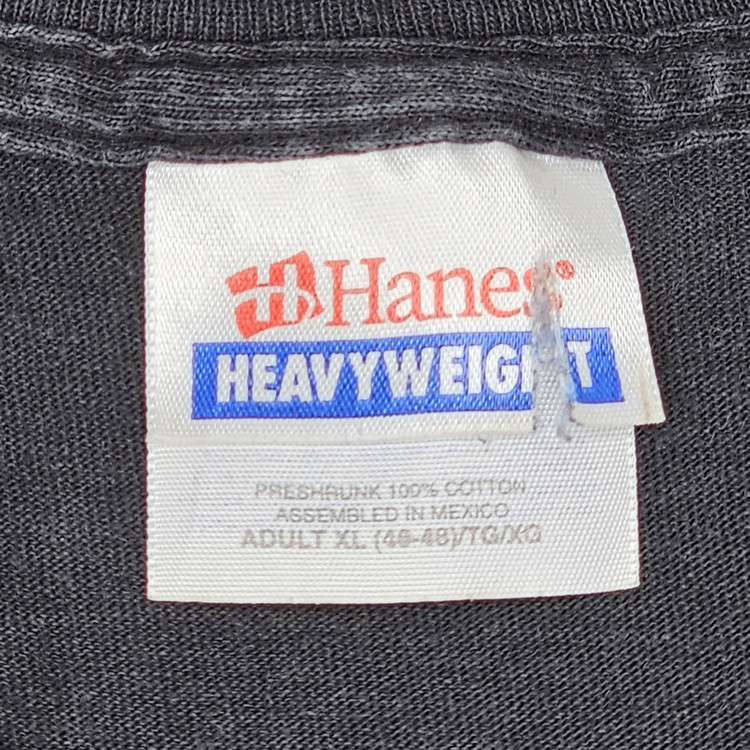 Hanes®
HEAVYWEIGHT
PRESHRUNK 100% COTTON
ASSEMBLED IN MEXICO
ADULT XL (46-48)/TG/XG